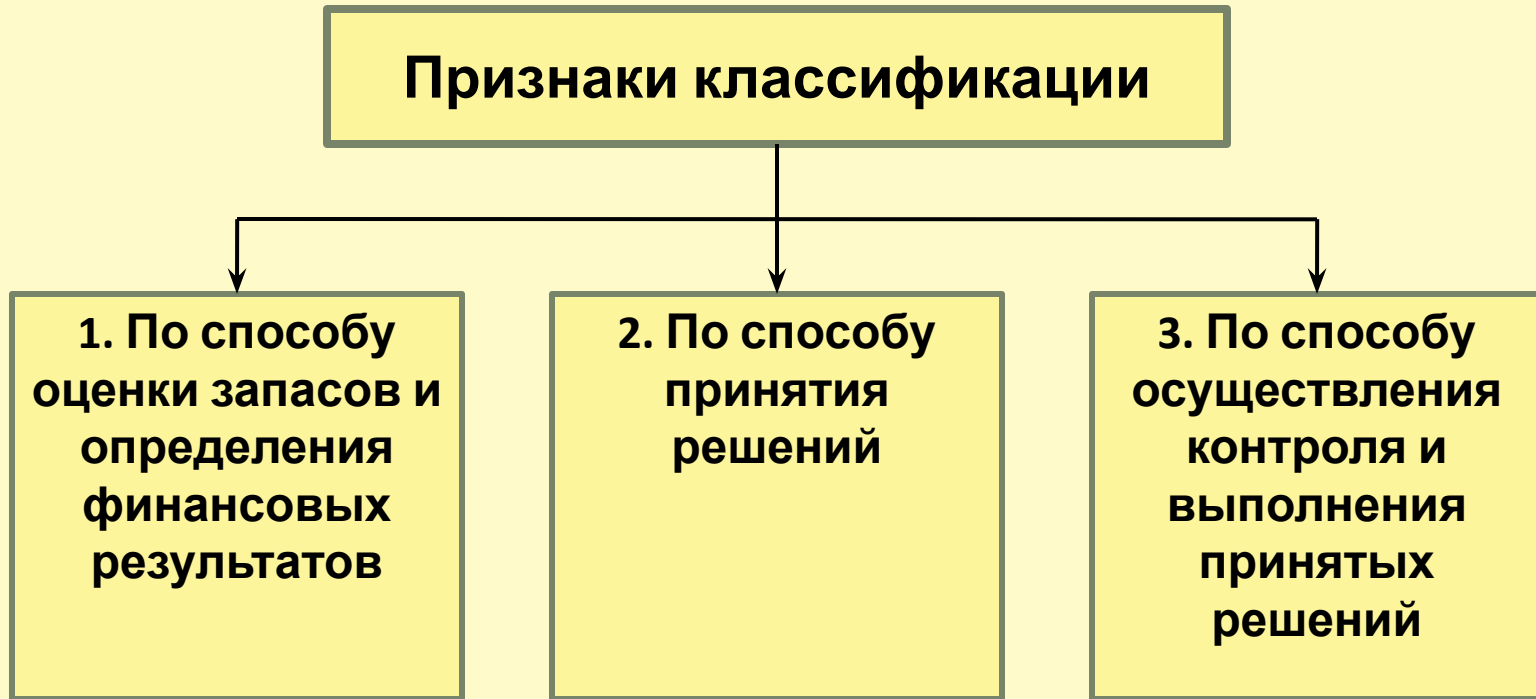 Признаки классификации
1. По способу
оценки запасов и
определения
финансовых
результатов
2. По способу
принятия
решений
3. По способу
осуществления
контроля и
выполнения
принятых
решений